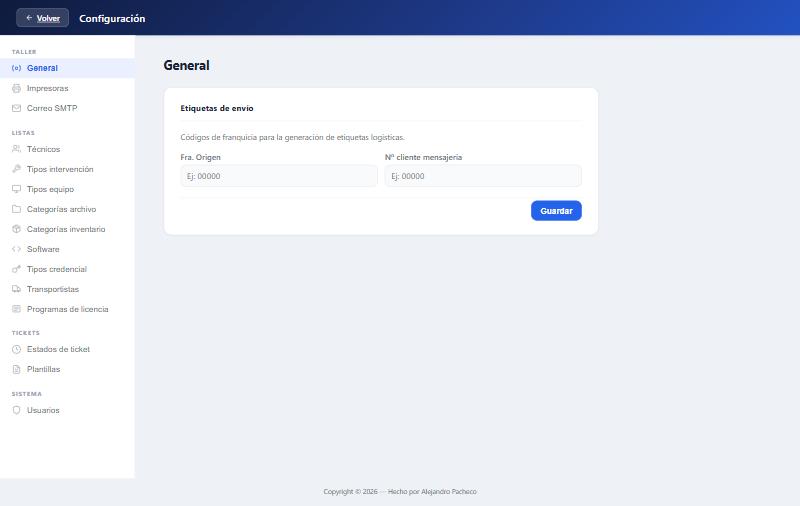 Volver
Configuración
TALLER
General
Impresoras
Correo SMTP
LISTAS
Técnicos
Tipos intervención
Tipos equipo
Categorías archivo
Categorías inventario
Software
Tipos credencial
Transportistas
Programas de licencia
TICKETS
Estados de ticket
Plantillas
SISTEMA
Usuarios
General
Etiquetas de envío
Códigos de franquicia para la generación de etiquetas logísticas.
Fra. Origen
Nº cliente mensajería
Ej: 00000
Ej: 00000
Guardar
Copyright © 2026 — Hecho por Alejandro Pacheco